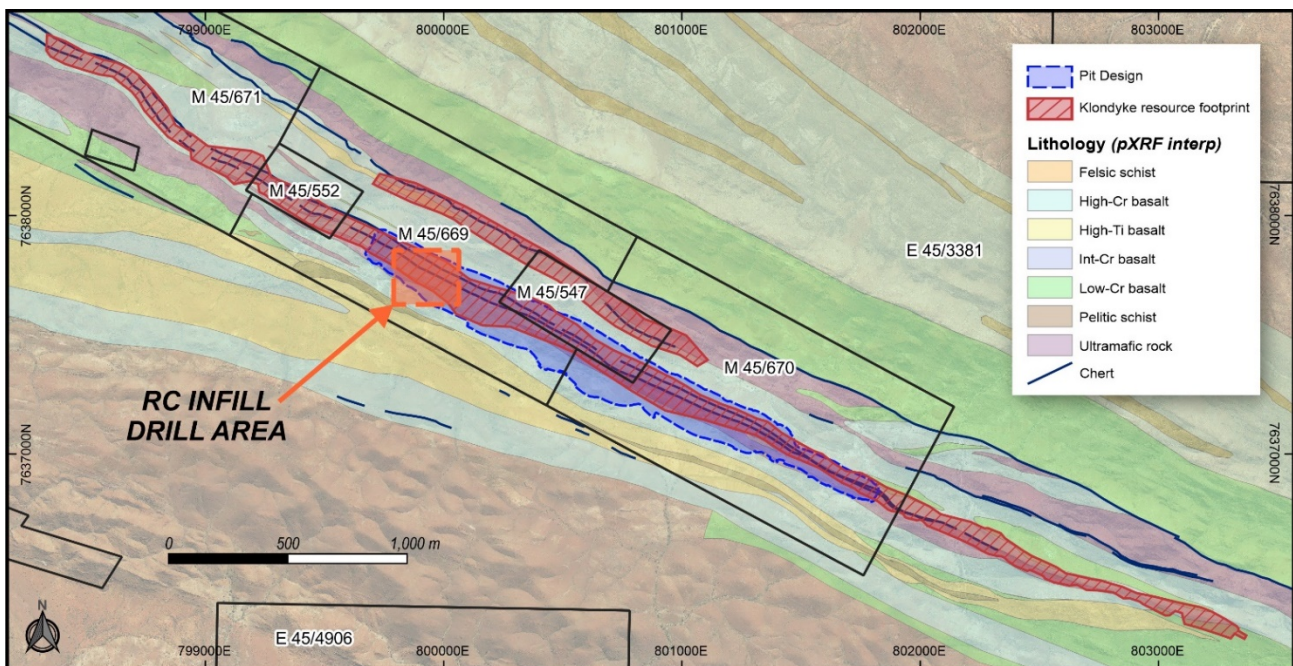 799000E
800000E
801000E
802000E
803000E
Pit Design
Klondyke resource footprint
Lithology (pXRF interp)
Felsic schist
High-Cr basalt
High-Ti basalt
Int-Cr basalt
Low-Cr basalt
Pelitic schist
Ultramafic rock
Chert
M 45/671
M 45/552
M 45/669
M 45/547
M 45/670
E 45/3381
7638000N
7638000N
RC INFILL
DRILL AREA
7637000N
7637000N
0 500 1,000 m
N
E 45/4906
799000E
800000E
801000E
802000E
803000E